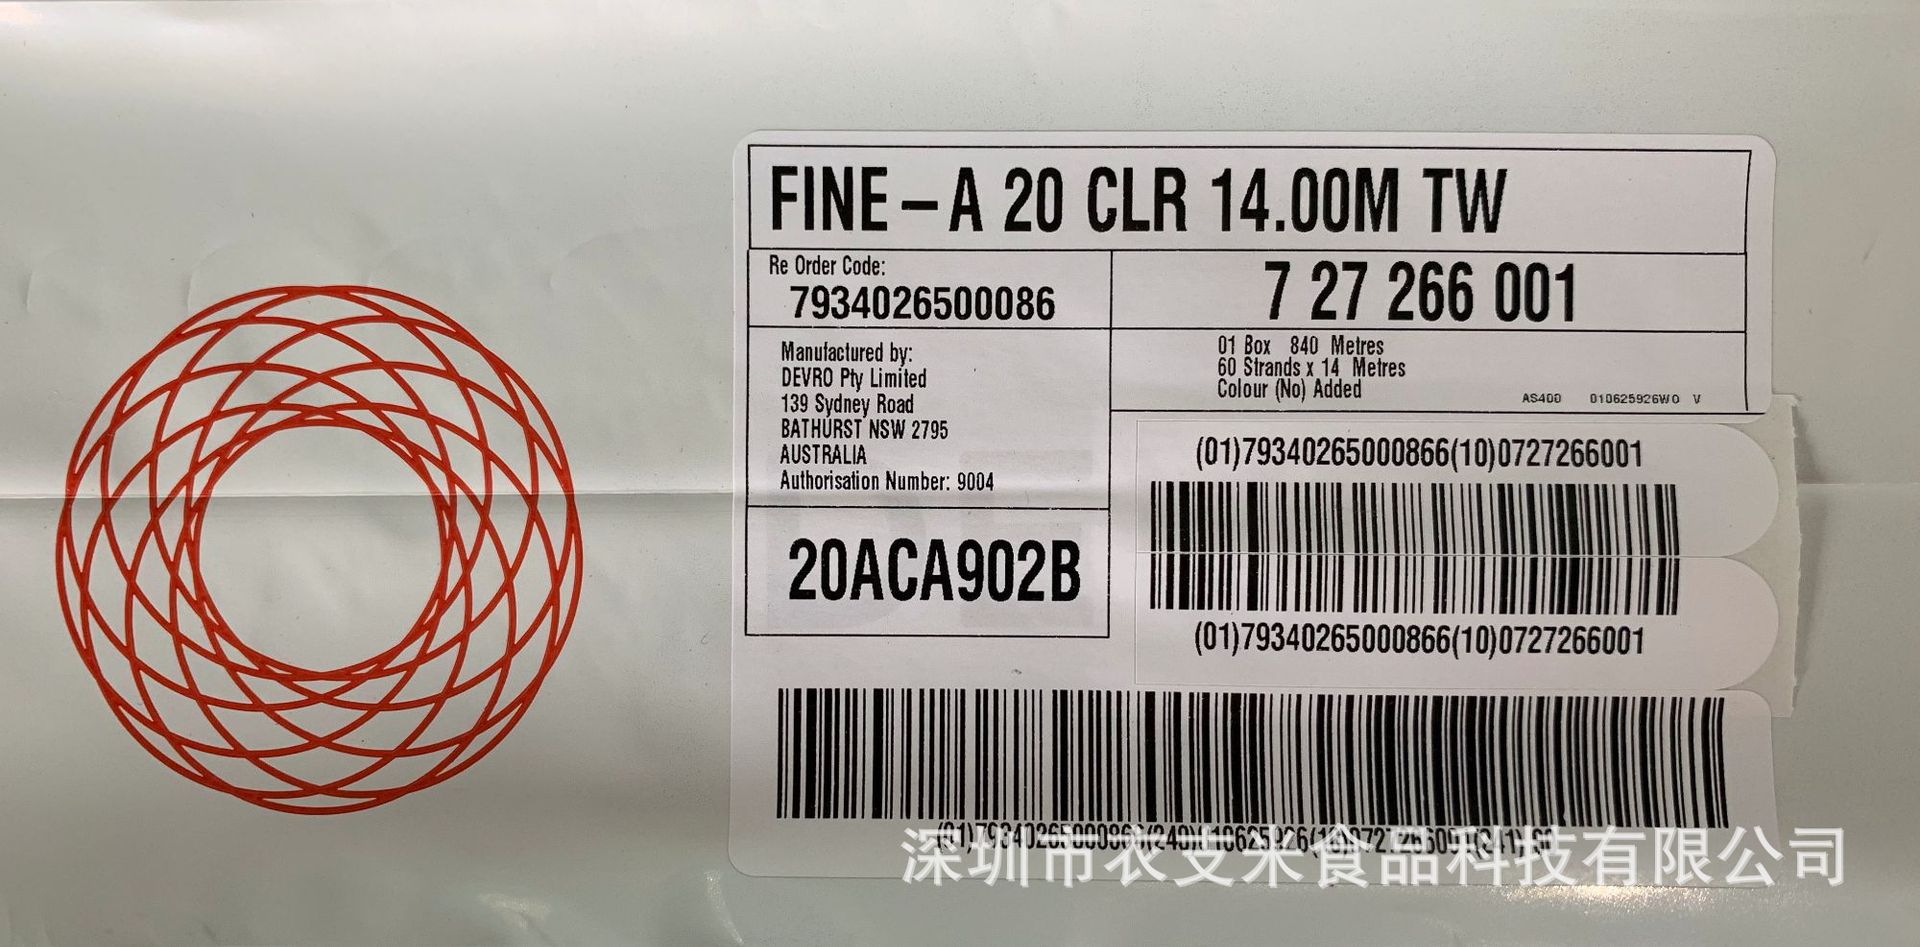 FINE – A 20 CLR 14.00M TW
Re Order Code:
7934026500086
7 27 266 001
Manufactured by:
DEVRO Pty Limited
139 Sydney Road
BATHURST NSW 2795
AUSTRALIA
Authorisation Number: 9004
01 Box 840 Metres
60 Strands x 14 Metres
Colour (No) Added
AS400 010625926WO V
20ACA902B
(01)79340265000866(10)0727266001
(01)79340265000866(10)0727266001
深圳市农支米食品科技有限公司